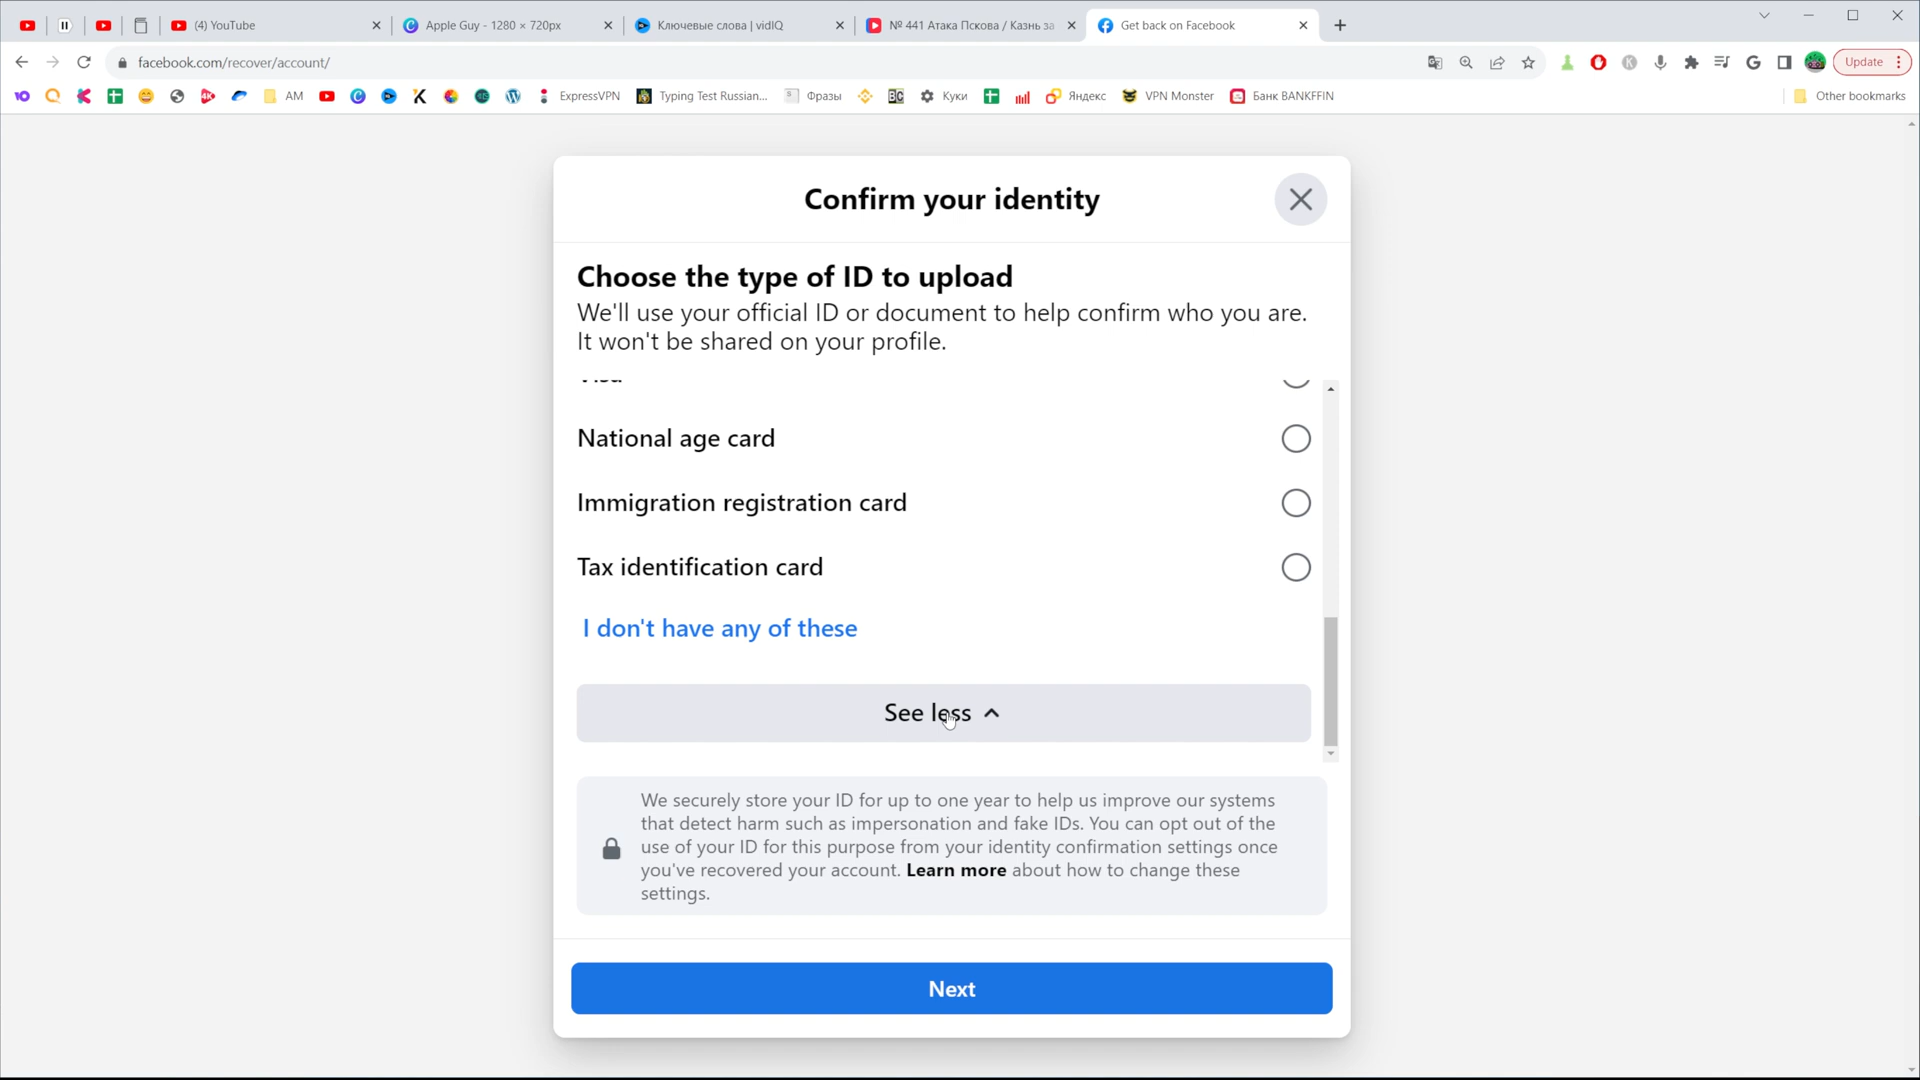 (4) YouTube
Apple Guy - 1280 × 720px
Ключевые слова | vidIQ
№ 441 Атака Пскова / Казнь за
Get back on Facebook
facebook.com/recover/account/
Update
AM
ExpressVPN
Typing Test Russian...
Фразы
Куки
Яндекс
VPN Monster
Банк BANKFFIN
Other bookmarks
Confirm your identity
Choose the type of ID to upload
We'll use your official ID or document to help confirm who you are.
It won't be shared on your profile.
National age card
Immigration registration card
Tax identification card
I don't have any of these
See less
We securely store your ID for up to one year to help us improve our systems
that detect harm such as impersonation and fake IDs. You can opt out of the
use of your ID for this purpose from your identity confirmation settings once
you've recovered your account. Learn more about how to change these
settings.
Next